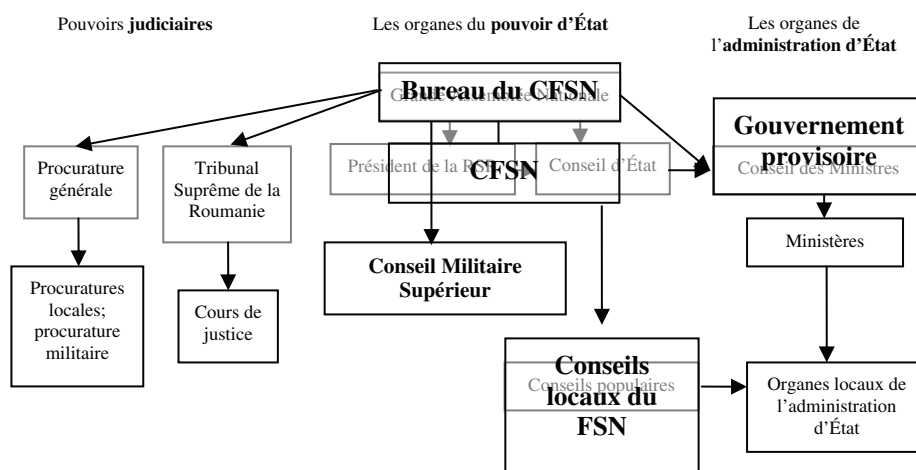 Pouvoirs judiciaires
Les organes du pouvoir d'État
Les organes de
l'administration d'État
Bureau du CFSN
Grande Assemblée Nationale
Gouvernement
provisoire
Conseil des Ministres
Procurature
générale
Tribunal
Suprême de la
Roumanie
Président de la RSR
CFSN
Conseil d'État
Ministères
Conseil Militaire
Supérieur
Procuratures
locales;
procurature
militaire
Cours de
justice
Conseils
locaux du
FSN
Conseils populaires
Organes locaux de
l'administration
d'État